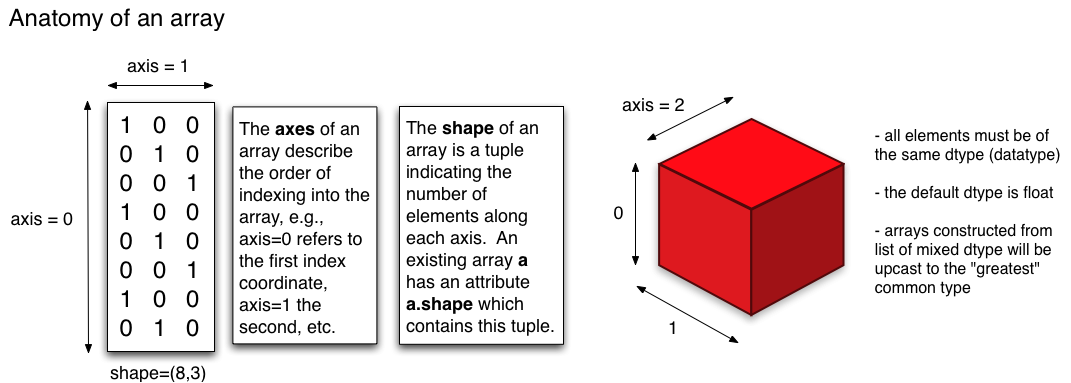 Anatomy of an array
axis = 1
axis = 0
1 0 0
0 1 0
0 0 1
1 0 0
0 1 0
0 0 1
1 0 0
0 1 0
shape=(8,3)
The axes of an
array describe
the order of
indexing into the
array, e.g.,
axis=0 refers to
the first index
coordinate,
axis=1 the
second, etc.
The shape of an
array is a tuple
indicating the
number of
elements along
each axis. An
existing array a
has an attribute
a.shape which
contains this tuple.
axis = 2
0
1
- all elements must be of
the same dtype (datatype)
- the default dtype is float
- arrays constructed from
list of mixed dtype will be
upcast to the "greatest"
common type